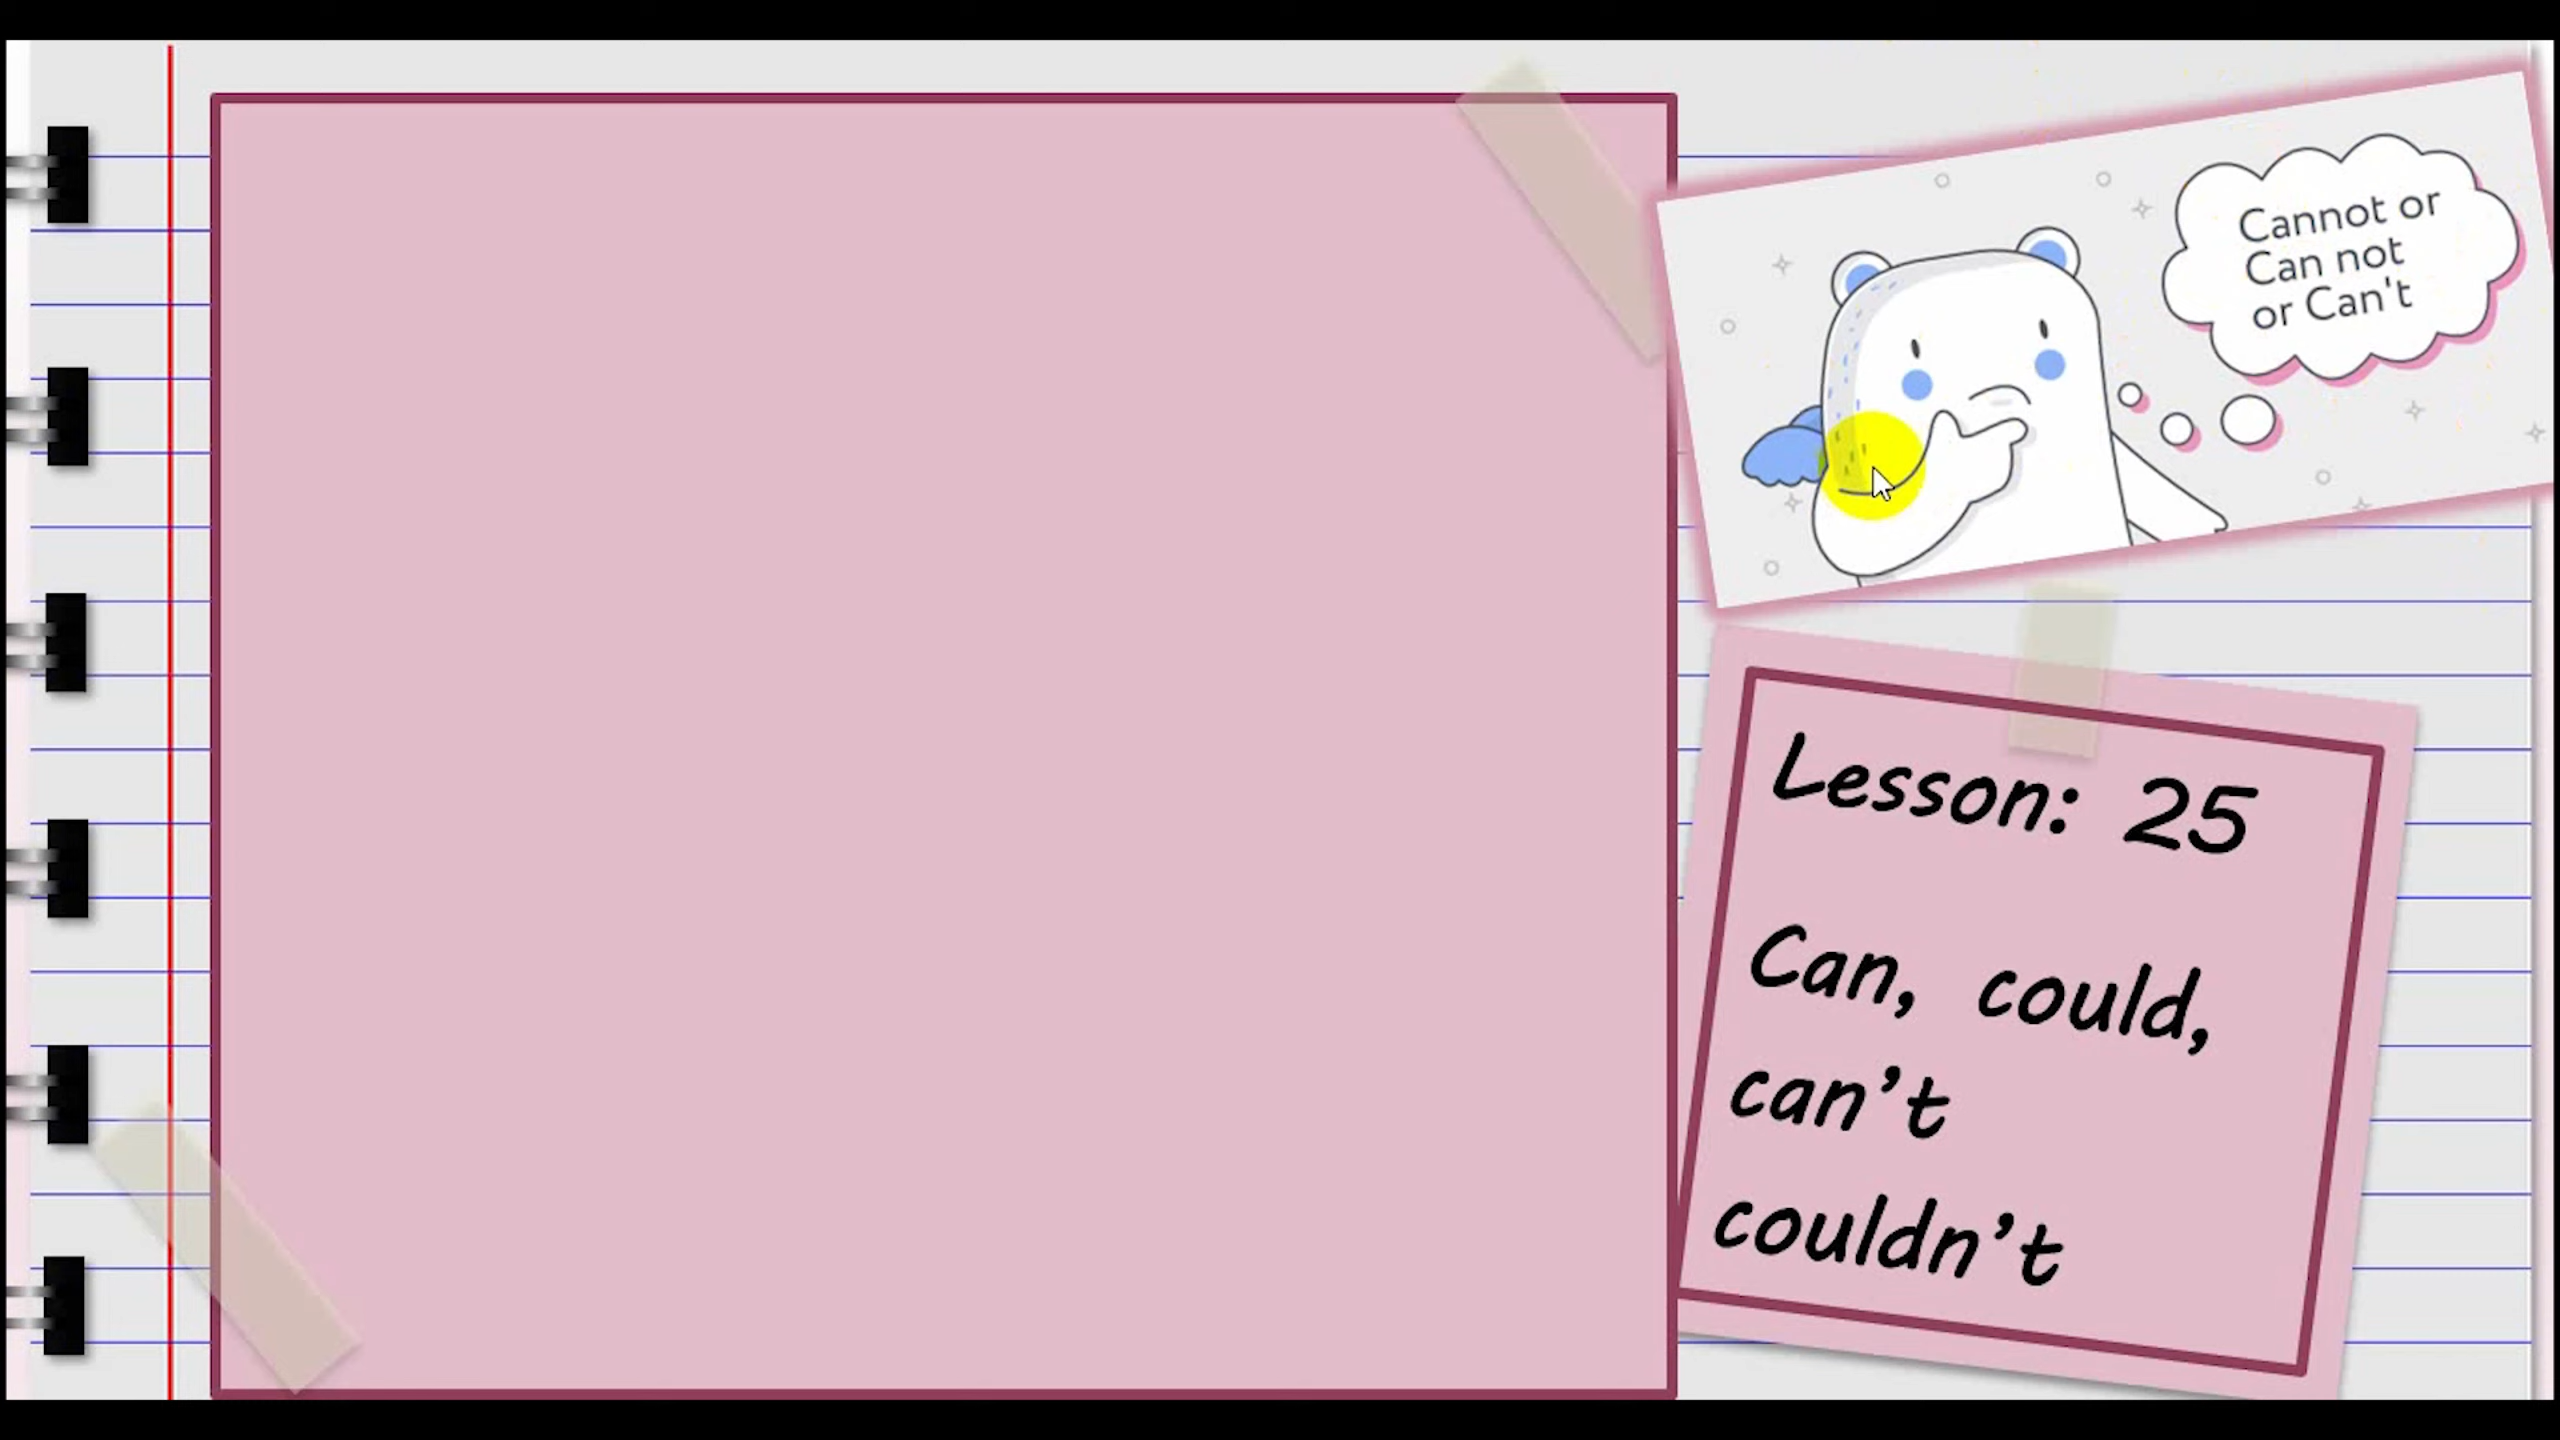 Cannot or
Can not
or Can't
Lesson: 25
Can, could,
can’t
couldn’t